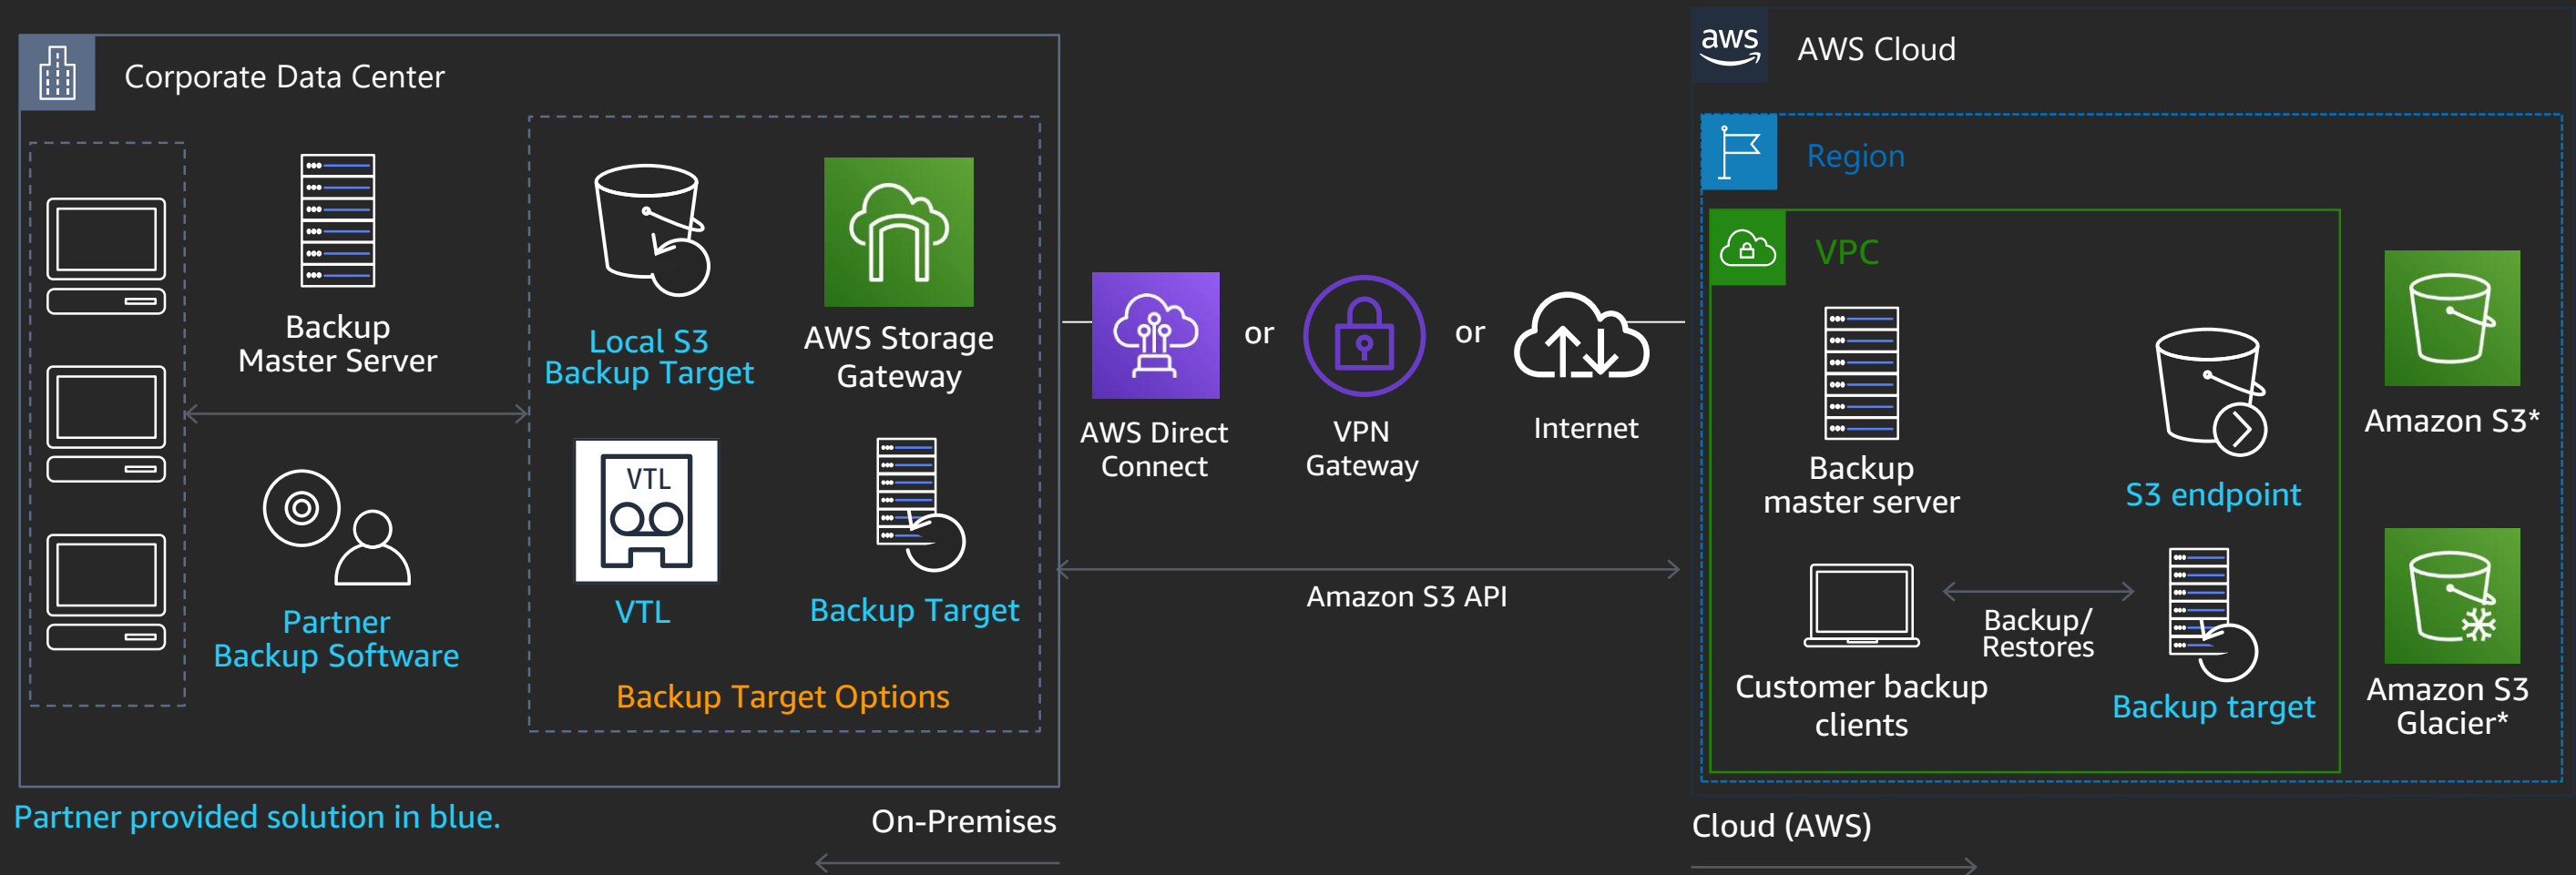 Corporate Data Center
Backup
Master Server
Partner
Backup Software
Local S3
Backup Target
AWS Storage
Gateway
VTL
VTL
Backup Target
Backup Target Options
AWS Direct
Connect
or
VPN
Gateway
or
Internet
Amazon S3 API
aws
AWS Cloud
Region
VPC
Backup
master server
S3 endpoint
Customer backup
clients
Backup/
Restores
Backup target
Amazon S3*
Amazon S3
Glacier*
Partner provided solution in blue.
On-Premises
Cloud (AWS)